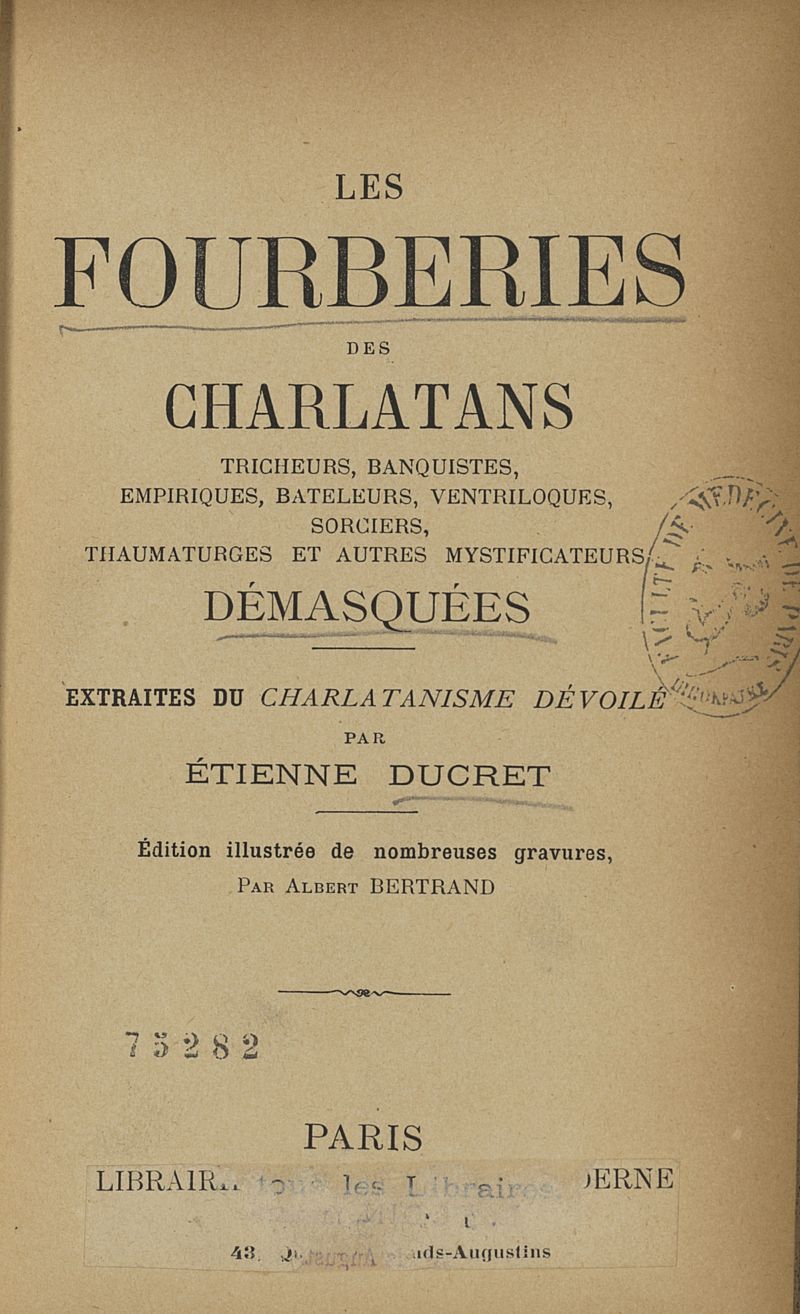 LES
FOURBERIES
DES
CHARLATANS
TRICHEURS, BANQUISTES,
EMPIRIQUES, BATELEURS, VENTRILOQUES,
SORCIERS,
THAUMATURGES ET AUTRES MYSTIFICATEURS
DÉMASQUÉES
EXTRAITES DU CHARLATANISME DÉVOILÉ
PAR
ÉTIENNE DUCRET
Édition illustrée de nombreuses gravures,
PAR ALBERT BERTRAND
75282
PARIS
les
43,